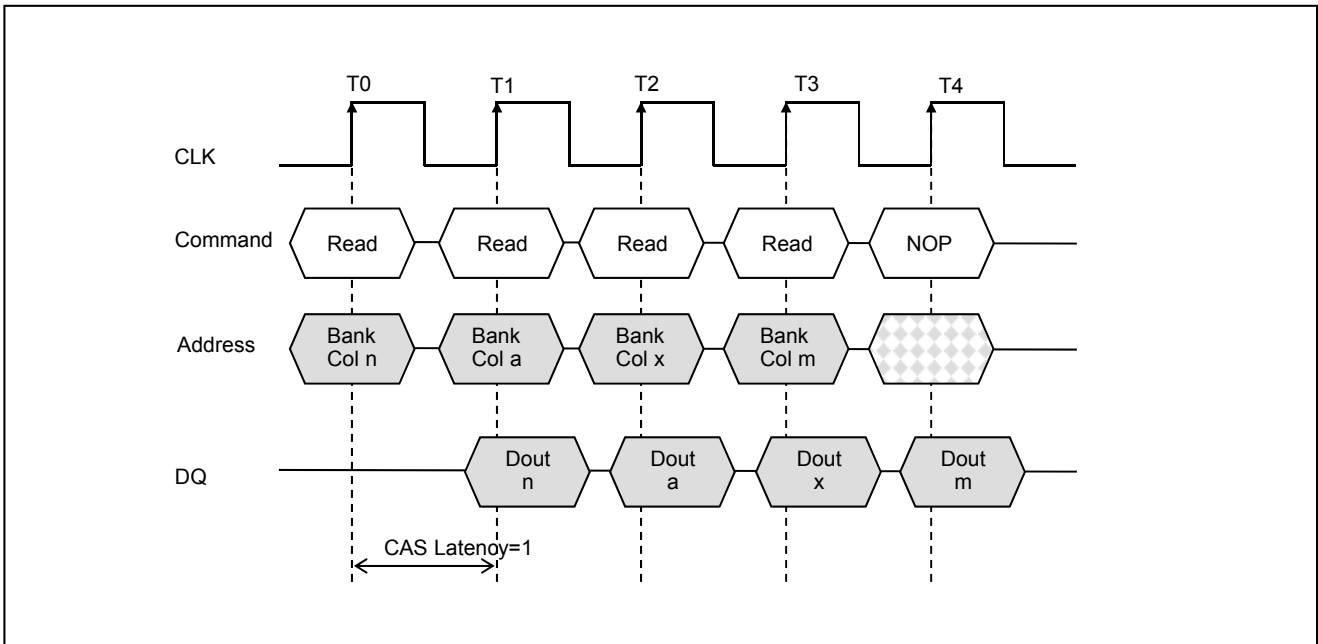 T0 T1 T2 T3 T4
CLK
Command Read Read Read Read NOP
Address
Bank Bank Bank Bank
Col n Col a Col x Col m
Dout Dout Dout Dout
DQ
n a x m
CAS Latency=1